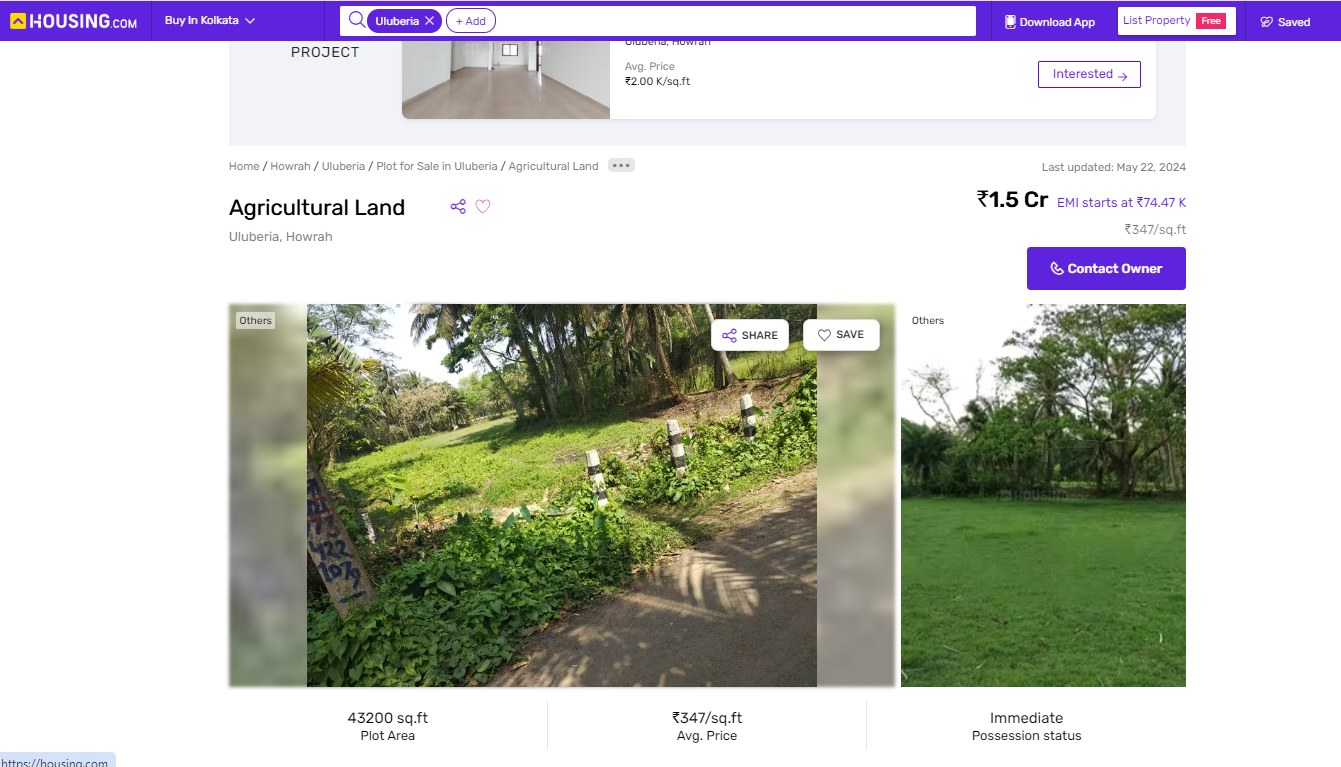 HOUSING.COM
Buy In Kolkata
Uluberia
+ Add
Download App
List Property Free
Saved
PROJECT
Uluberia, Howrah
Avg. Price
₹2.00 K/sq.ft
Interested
Home / Howrah / Uluberia / Plot for Sale in Uluberia / Agricultural Land
Last updated: May 22, 2024
Agricultural Land
₹1.5 Cr EMI starts at ₹74.47 K
Uluberia, Howrah
₹347/sq.ft
Contact Owner
Others
SHARE
SAVE
422
1079
Others
HOUSING
43200 sq.ft
Plot Area
₹347/sq.ft
Avg. Price
Immediate
Possession status
https://housing.com